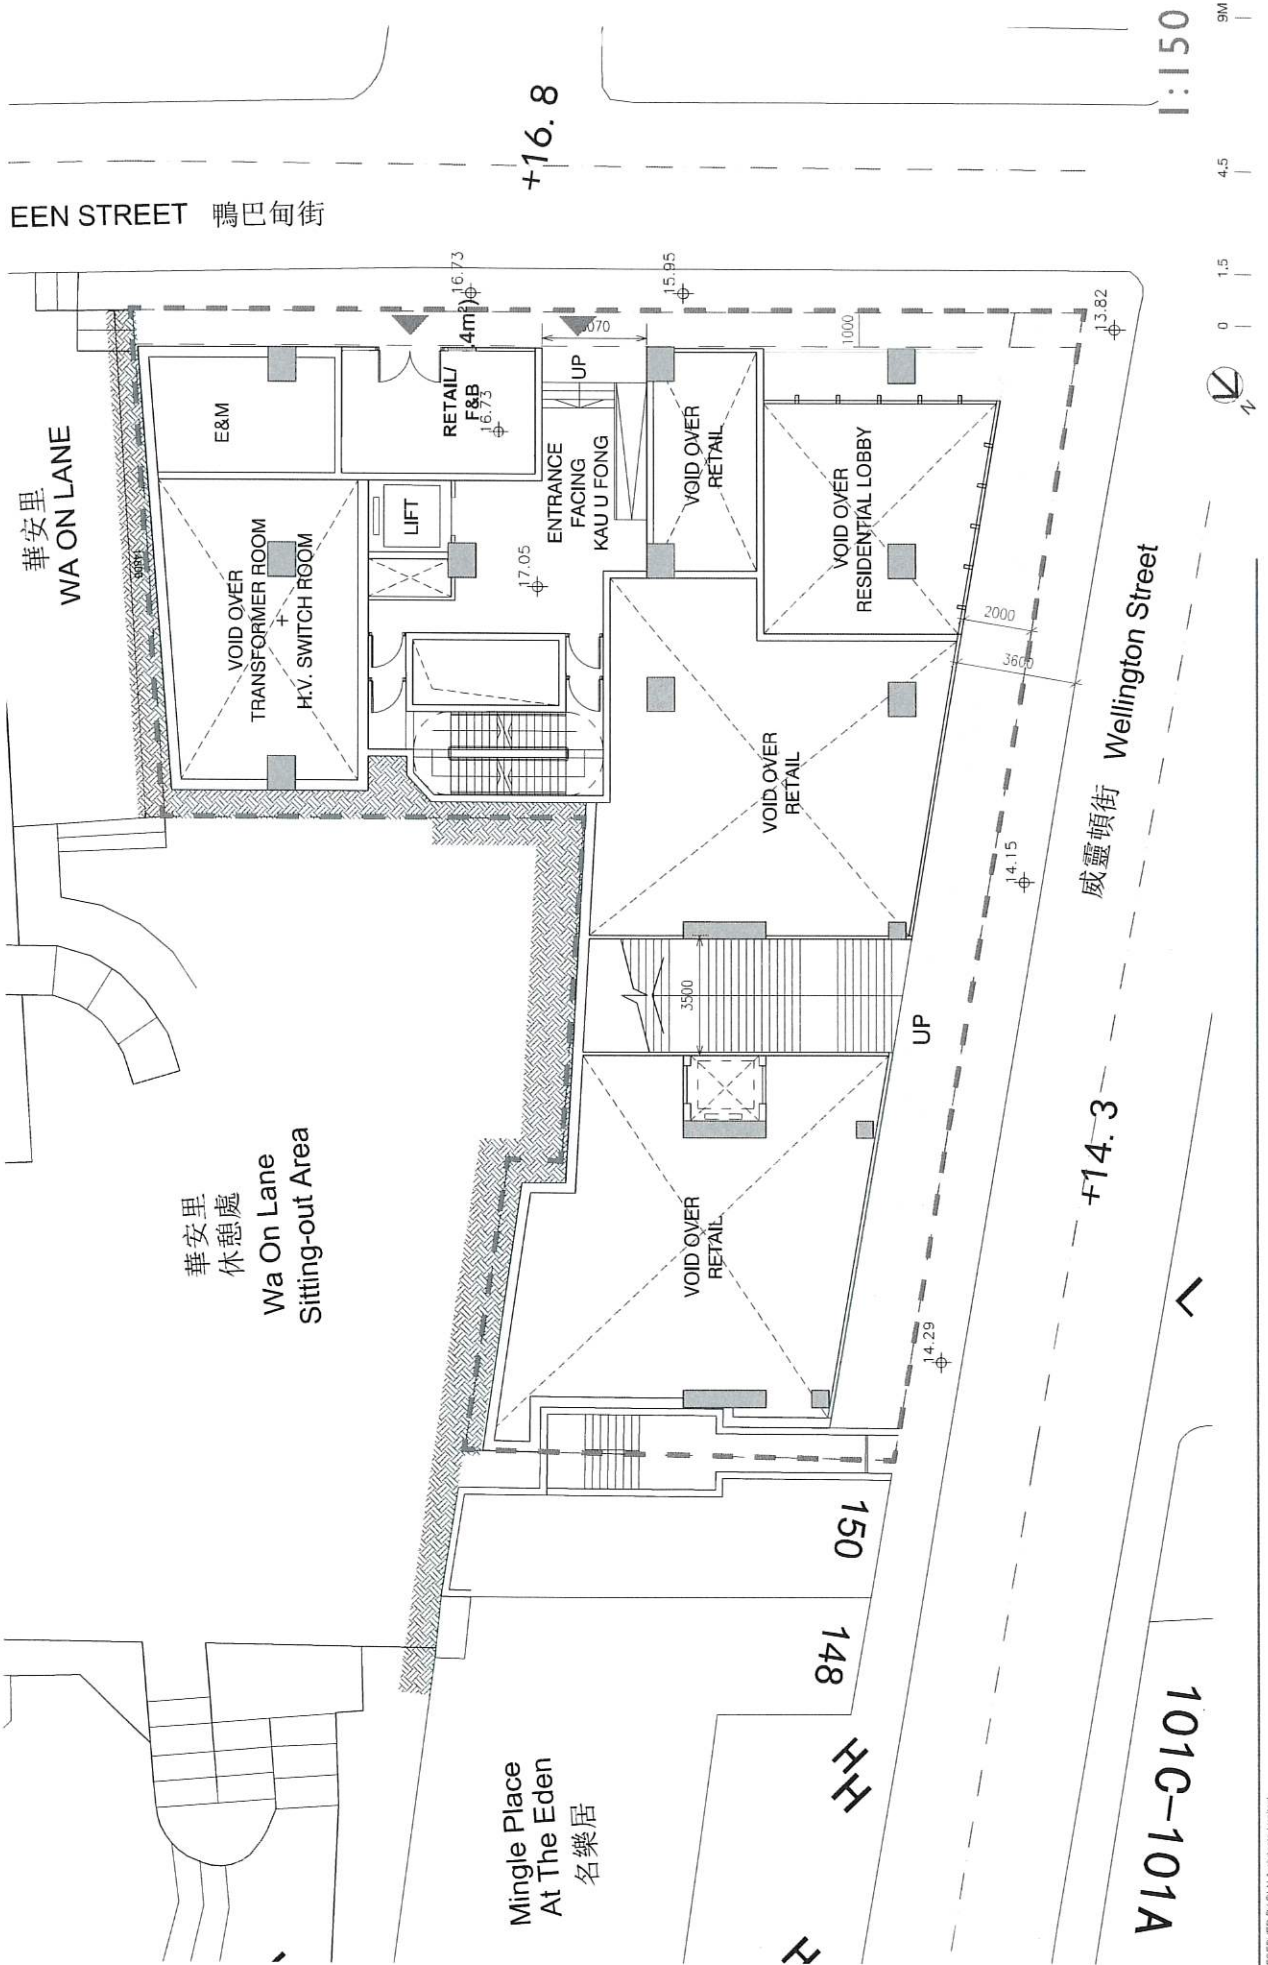 1:150
9M
4.5
1.5
0
N
+16.8
EEN STREET 鴨巴甸街
16.73
15.95
13.82
4m²)
1000
UP
華安里
WA ON LANE
E&M
RETAIL/
F&B
16.73
LIFT
ENTRANCE
FACING
KAU U FONG
17.05
VOID OVER
RETAIL
VOID OVER
RESIDENTIAL LOBBY
VOID OVER
TRANSFORMER ROOM
+
H.V. SWITCH ROOM
2000
3600
威靈頓街 Wellington Street
VOID OVER
RETAIL
14.15
3500
UP
+14.3
華安里
休憩處
Wa On Lane
Sitting-out Area
VOID OVER
RETAIL
14.29
L
150
148
101C-101A
Mingle Place
At The Eden
名樂居
H
H
H